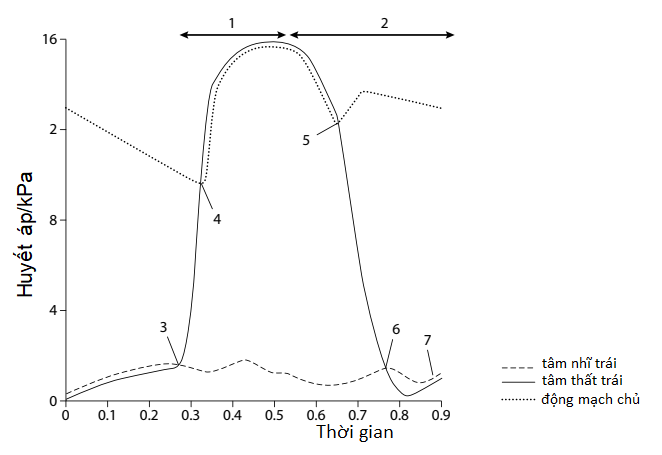 1 2
16
2
8
4
0
Huyết áp/kPa
3
4
5
6
7
0 0.1 0.2 0.3 0.4 0.5 0.6 0.7 0.8 0.9
Thời gian
tâm nhĩ trái
tâm thất trái
động mạch chủ